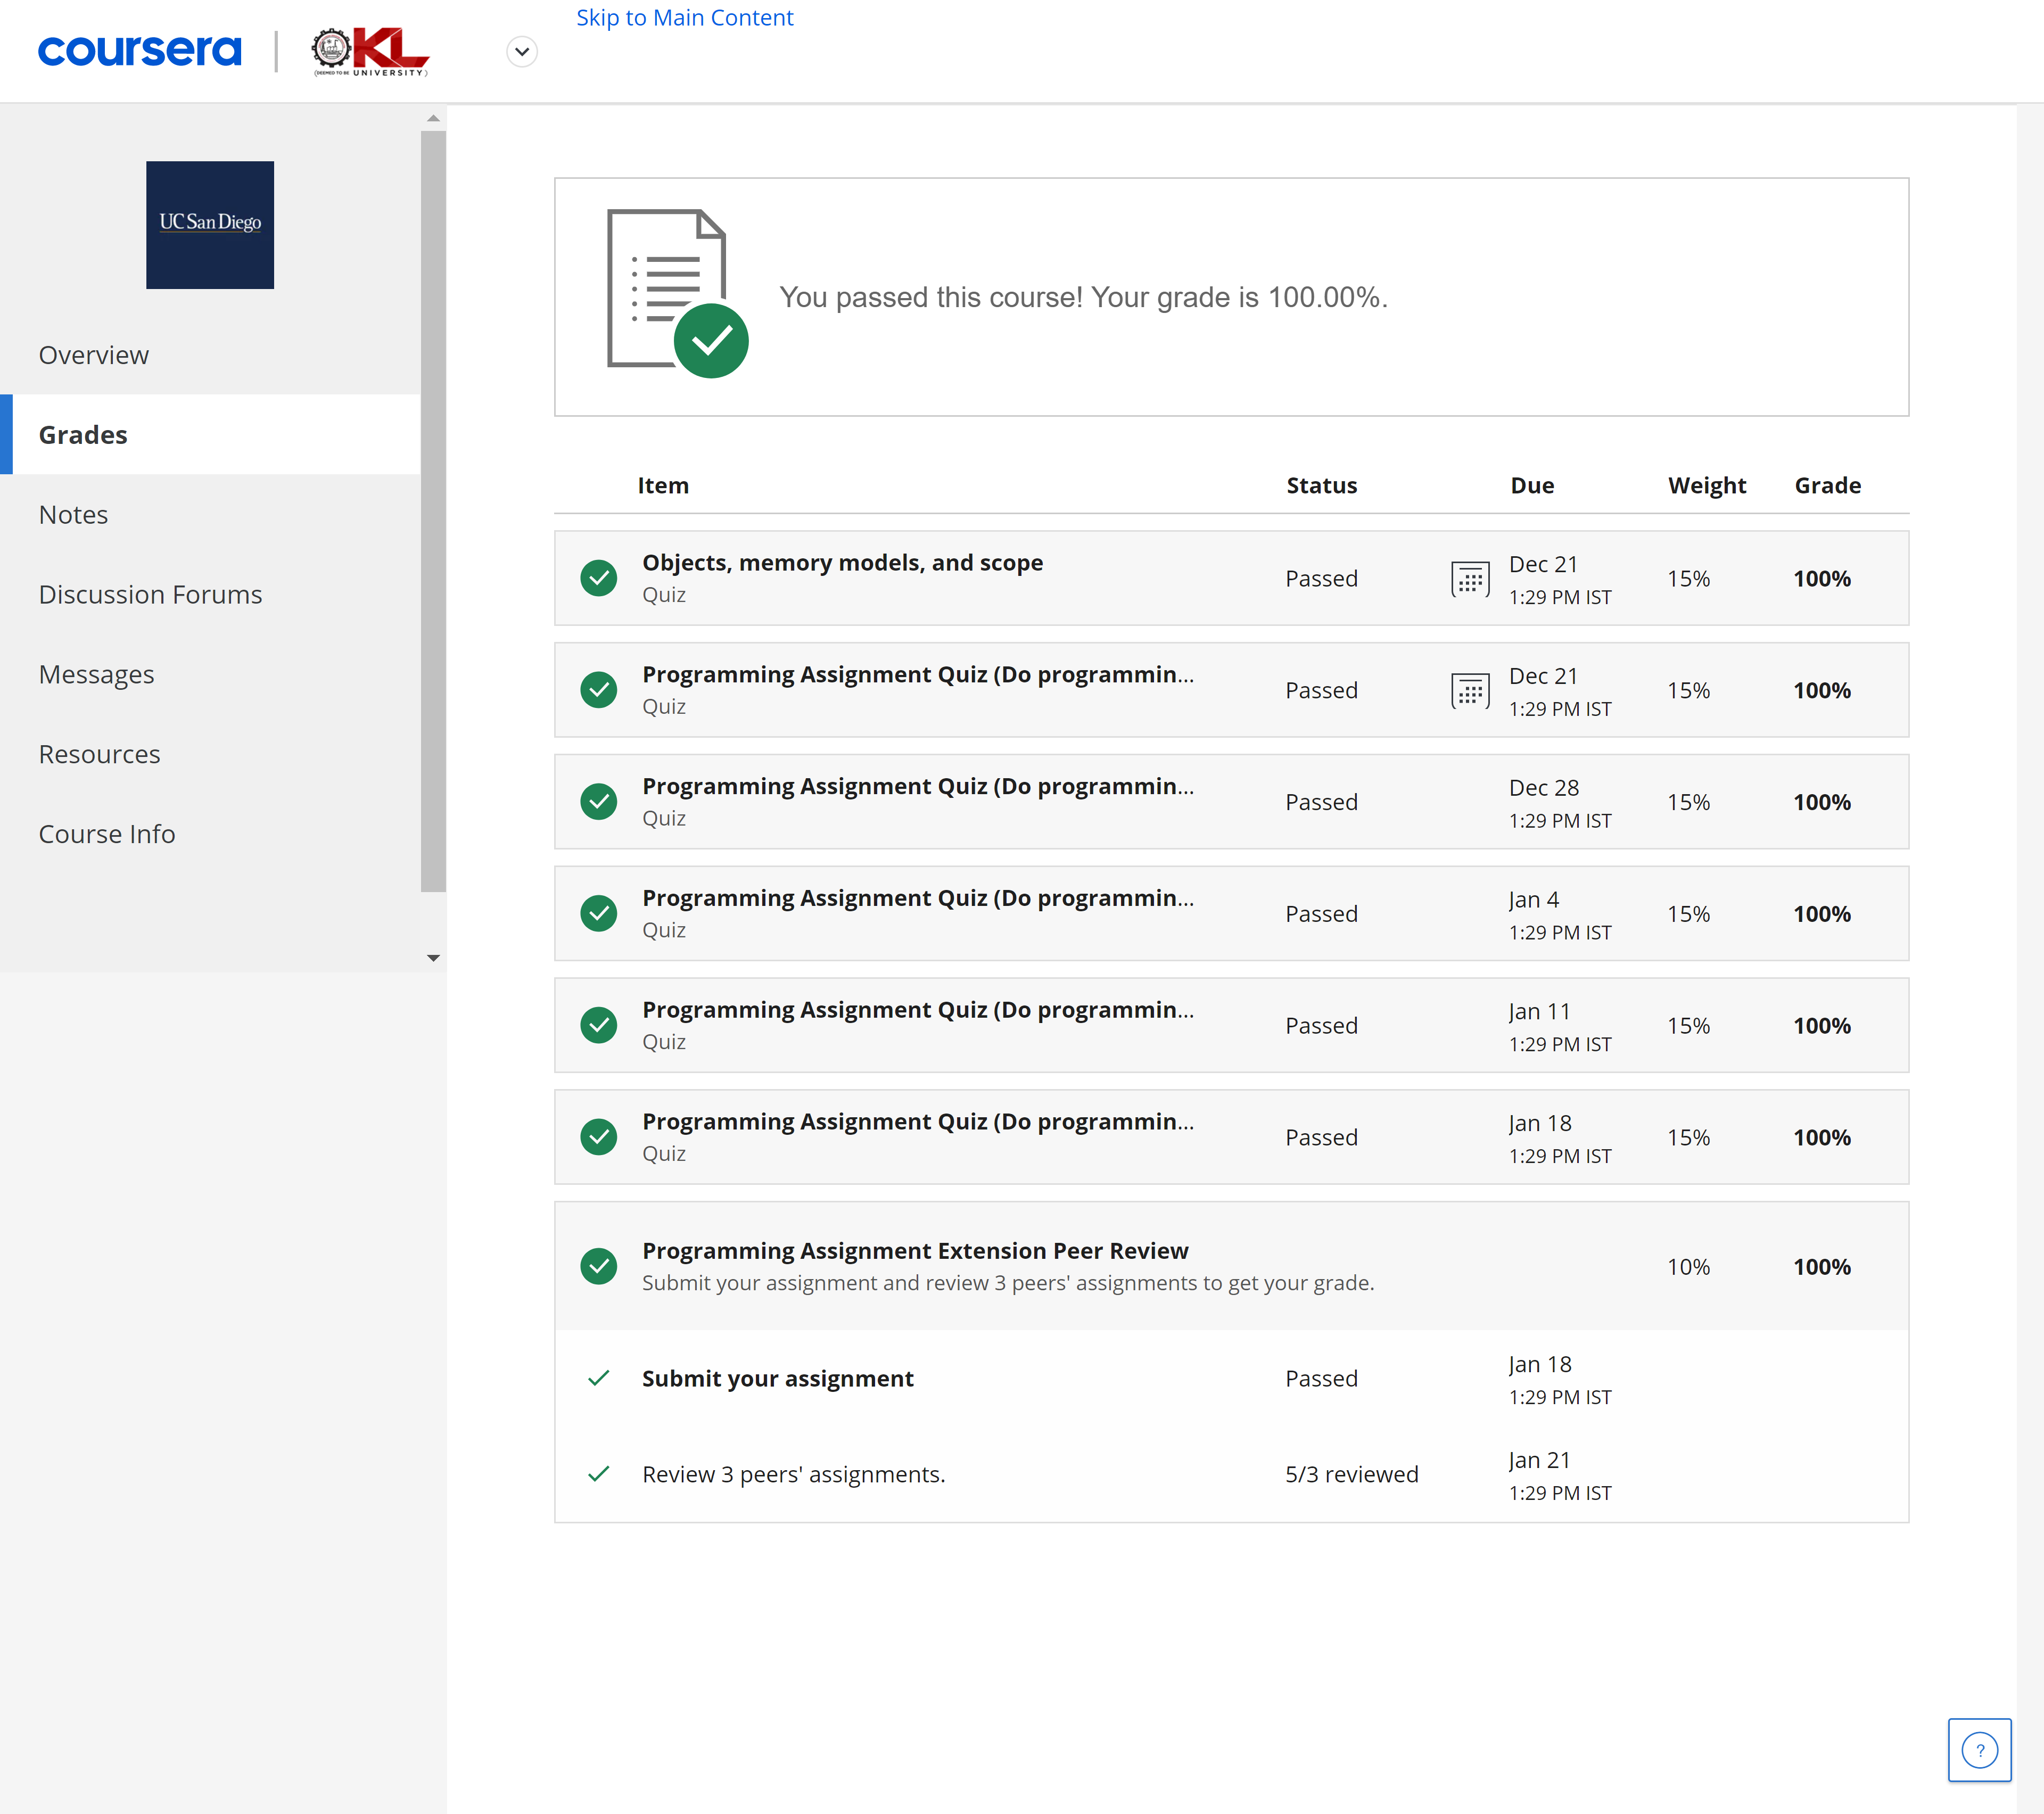 Skip to Main Content
coursera
KL
(DEEMED TO BE UNIVERSITY)
UC San Diego
Overview
Grades
Notes
Discussion Forums
Messages
Resources
Course Info
You passed this course! Your grade is 100.00%.
Item Status Due Weight Grade
Objects, memory models, and scope
Quiz
Passed
Dec 21
1:29 PM IST
15%
100%
Programming Assignment Quiz (Do programmin...
Quiz
Passed
Dec 21
1:29 PM IST
15%
100%
Programming Assignment Quiz (Do programmin...
Quiz
Passed
Dec 28
1:29 PM IST
15%
100%
Programming Assignment Quiz (Do programmin...
Quiz
Passed
Jan 4
1:29 PM IST
15%
100%
Programming Assignment Quiz (Do programmin...
Quiz
Passed
Jan 11
1:29 PM IST
15%
100%
Programming Assignment Quiz (Do programmin...
Quiz
Passed
Jan 18
1:29 PM IST
15%
100%
Programming Assignment Extension Peer Review
Submit your assignment and review 3 peers' assignments to get your grade.
10%
100%
Submit your assignment
Passed
Jan 18
1:29 PM IST
Review 3 peers' assignments.
5/3 reviewed
Jan 21
1:29 PM IST
?